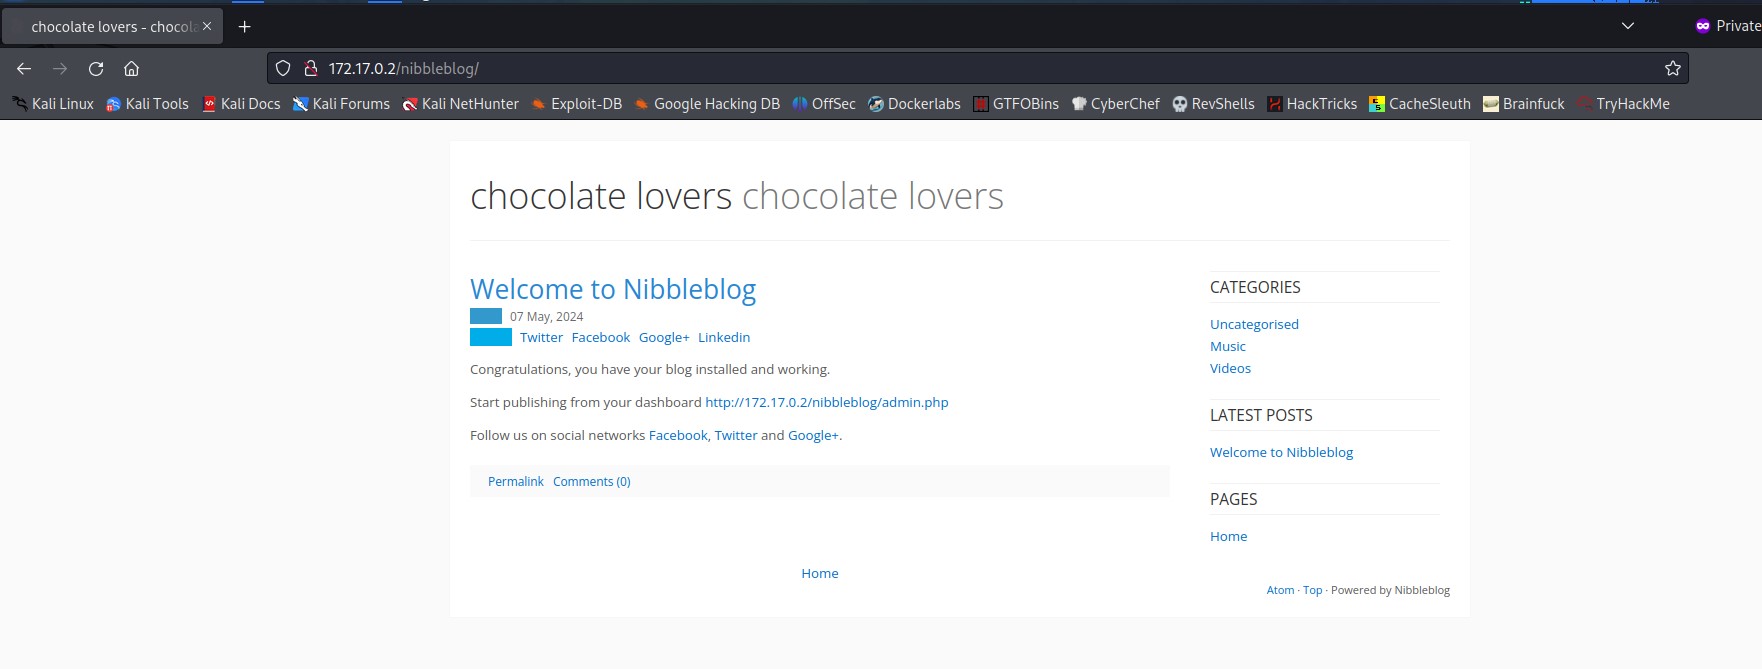 chocolate lovers - chocola
Private
172.17.0.2/nibbleblog/
Kali Linux Kali Tools Kali Docs Kali Forums Kali NetHunter Exploit-DB Google Hacking DB OffSec Dockerlabs GTFOBins CyberChef RevShells HackTricks CacheSleuth Brainfuck TryHackMe
chocolate lovers chocolate lovers
Welcome to Nibbleblog
07 May, 2024
Twitter Facebook Google+ Linkedin
Congratulations, you have your blog installed and working.
Start publishing from your dashboard http://172.17.0.2/nibbleblog/admin.php
Follow us on social networks Facebook, Twitter and Google+.
Permalink Comments (0)
Home
CATEGORIES
Uncategorised
Music
Videos
LATEST POSTS
Welcome to Nibbleblog
PAGES
Home
Atom · Top · Powered by Nibbleblog